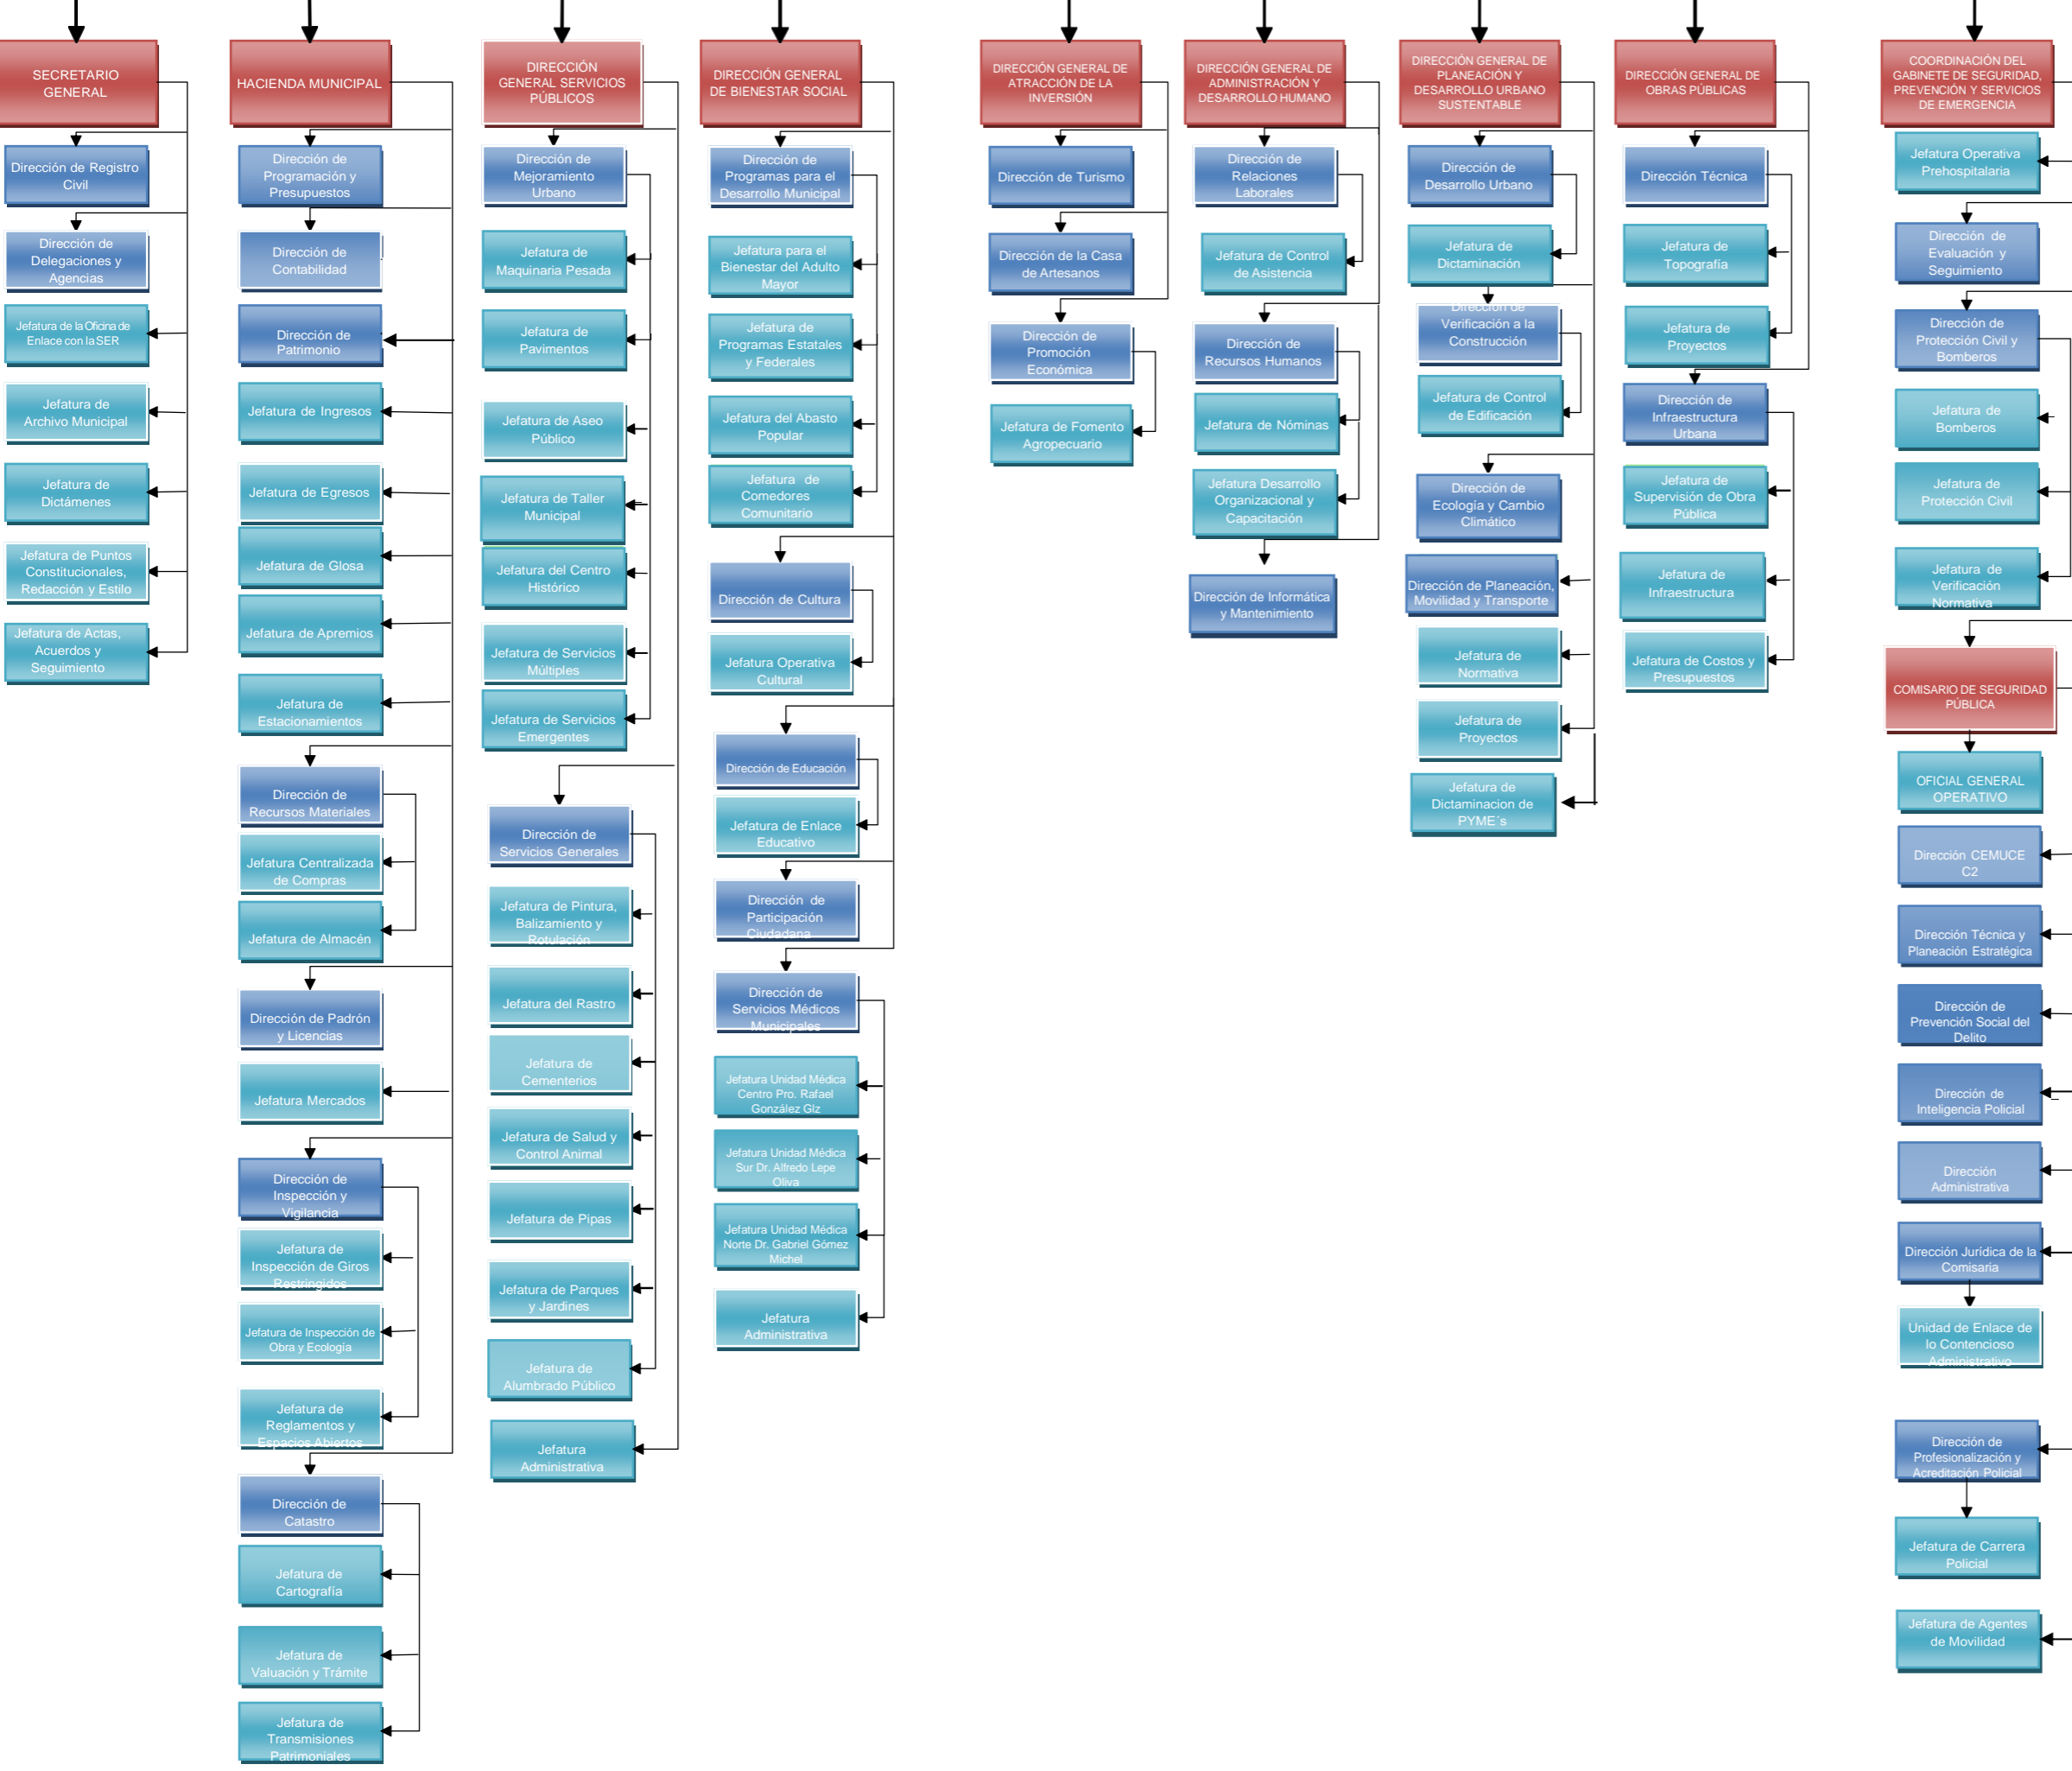 SECRETARIO
GENERAL
Dirección de Registro
Civil
Dirección de
Delegaciones y
Agencias
Jefatura de la Oficina de
Enlace con la SER
Jefatura de
Archivo Municipal
Jefatura de
Dictámenes
Jefatura de Puntos
Constitucionales,
Redacción y Estilo
Jefatura de Actas,
Acuerdos y
Seguimiento
HACIENDA MUNICIPAL
Dirección de
Programación y
Presupuestos
Dirección de
Contabilidad
Dirección de
Patrimonio
Jefatura de Ingresos
Jefatura de Egresos
Jefatura de Glosa
Jefatura de Apremios
Jefatura de
Estacionamientos
Dirección de
Recursos Materiales
Jefatura Centralizada
de Compras
Jefatura de Almacén
Dirección de Padrón
y Licencias
Jefatura Mercados
Dirección de
Inspección y
Vigilancia
Jefatura de
Inspección de Giros
Restringidos
Jefatura de Inspección de
Obra y Ecología
Jefatura de
Reglamentos y
Espacios Abiertos
Dirección de
Catastro
Jefatura de
Cartografía
Jefatura de
Valuación y Trámite
Jefatura de
Transmisiones
Patrimoniales
DIRECCIÓN
GENERAL SERVICIOS
PÚBLICOS
Dirección de
Mejoramiento
Urbano
Jefatura de
Maquinaria Pesada
Jefatura de
Pavimentos
Jefatura de Aseo
Público
Jefatura de Taller
Municipal
Jefatura del Centro
Histórico
Jefatura de Servicios
Múltiples
Jefatura de Servicios
Emergentes
Dirección de
Servicios Generales
Jefatura de Pintura,
Balizamiento y
Rotulación
Jefatura del Rastro
Jefatura de
Cementerios
Jefatura de Salud y
Control Animal
Jefatura de Pipas
Jefatura de Parques
y Jardines
Jefatura de
Alumbrado Público
Jefatura
Administrativa
DIRECCIÓN GENERAL
DE BIENESTAR SOCIAL
Dirección de
Programas para el
Desarrollo Municipal
Jefatura para el
Bienestar del Adulto
Mayor
Jefatura de
Programas Estatales
y Federales
Jefatura del Abasto
Popular
Jefatura de
Comedores
Comunitario
Dirección de Cultura
Jefatura Operativa
Cultural
Dirección de Educación
Jefatura de Enlace
Educativo
Dirección de
Participación
Ciudadana
Dirección de
Servicios Médicos
Municipales
Jefatura Unidad Médica
Centro Pro. Rafael
González Glz
Jefatura Unidad Médica
Sur Dr. Alfredo Lepe
Oliva
Jefatura Unidad Médica
Norte Dr. Gabriel Gómez
Michel
Jefatura
Administrativa
DIRECCIÓN GENERAL DE
ATRACCIÓN DE LA
INVERSIÓN
Dirección de Turismo
Dirección de la Casa
de Artesanos
Dirección de
Promoción
Económica
Jefatura de Fomento
Agropecuario
DIRECCIÓN GENERAL DE
ADMINISTRACIÓN Y
DESARROLLO HUMANO
Dirección de
Relaciones
Laborales
Jefatura de Control
de Asistencia
Dirección de
Recursos Humanos
Jefatura de Nóminas
Jefatura Desarrollo
Organizacional y
Capacitación
Dirección de Informática
y Mantenimiento
DIRECCIÓN GENERAL DE
PLANEACIÓN Y
DESARROLLO URBANO
SUSTENTABLE
Dirección de
Desarrollo Urbano
Jefatura de
Dictaminación
Dirección de
Verificación a la
Construcción
Jefatura de Control
de Edificación
Dirección de
Ecología y Cambio
Climático
Dirección de Planeación,
Movilidad y Transporte
Jefatura de
Normativa
Jefatura de
Proyectos
Jefatura de
Dictaminacion de
PYME´s
DIRECCIÓN GENERAL DE
OBRAS PÚBLICAS
Dirección Técnica
Jefatura de
Topografía
Jefatura de
Proyectos
Dirección de
Infraestructura
Urbana
Jefatura de
Supervisión de Obra
Pública
Jefatura de
Infraestructura
Jefatura de Costos y
Presupuestos
COORDINACIÓN DEL
GABINETE DE SEGURIDAD,
PREVENCIÓN Y SERVICIOS
DE EMERGENCIA
Jefatura Operativa
Prehospitalaria
Dirección de
Evaluación y
Seguimiento
Dirección de
Protección Civil y
Bomberos
Jefatura de
Bomberos
Jefatura de
Protección Civil
Jefatura de
Verificación
Normativa
COMISARIO DE SEGURIDAD
PÚBLICA
OFICIAL GENERAL
OPERATIVO
Dirección CEMUCE
C2
Dirección Técnica y
Planeación Estratégica
Dirección de
Prevención Social del
Delito
Dirección de
Inteligencia Policial
Dirección
Administrativa
Dirección Jurídica de la
Comisaria
Unidad de Enlace de
lo Contencioso
Administrativo
Dirección de
Profesionalización y
Acreditación Policial
Jefatura de Carrera
Policial
Jefatura de Agentes
de Movilidad